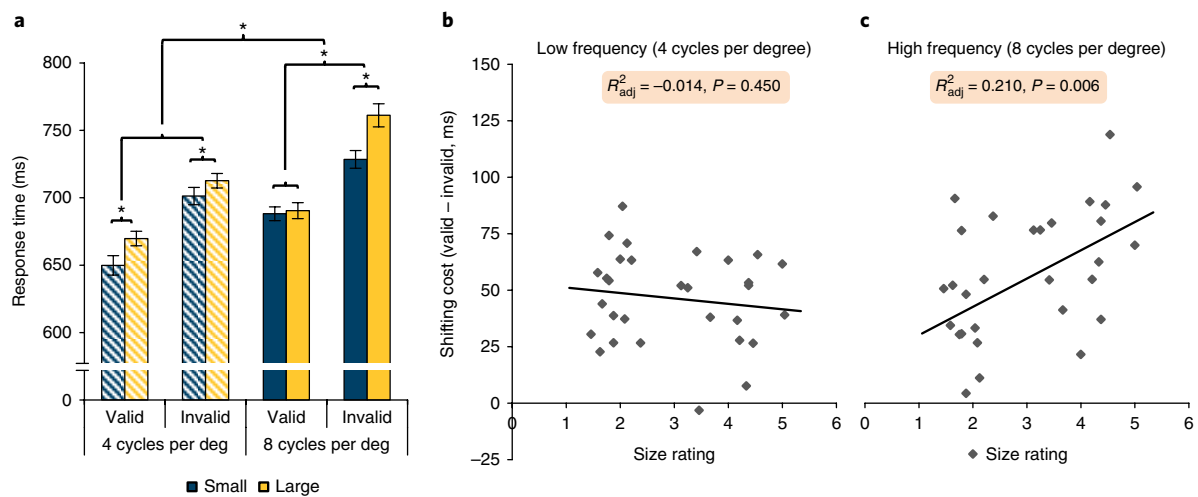 a
Response time (ms)
800
750
700
650
600
0
*
*
*
*
*
Valid
Invalid
Valid
Invalid
4 cycles per deg
8 cycles per deg
Small
Large
b
Low frequency (4 cycles per degree)
R²adj = –0.014, P = 0.450
Shifting cost (valid – invalid, ms)
150
125
100
75
50
25
0
–25
0 1 2 3 4 5 6
Size rating
c
High frequency (8 cycles per degree)
R²adj = 0.210, P = 0.006
0 1 2 3 4 5 6
Size rating